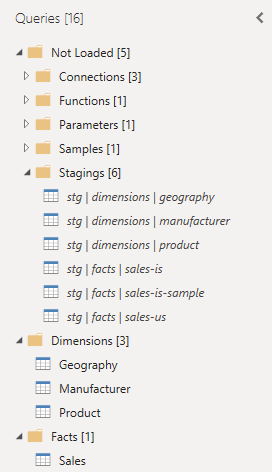 Queries [16]
Not Loaded [5]
Connections [3]
Functions [1]
Parameters [1]
Samples [1]
Stagings [6]
stg | dimensions | geography
stg | dimensions | manufacturer
stg | dimensions | product
stg | facts | sales-is
stg | facts | sales-is-sample
stg | facts | sales-us
Dimensions [3]
Geography
Manufacturer
Product
Facts [1]
Sales